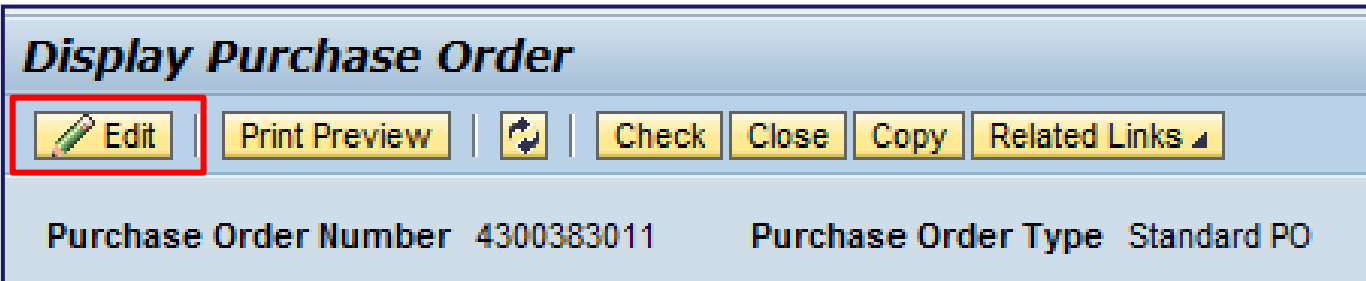 Display Purchase Order
Edit Print Preview Check Close Copy Related Links
Purchase Order Number 4300383011 Purchase Order Type Standard PO